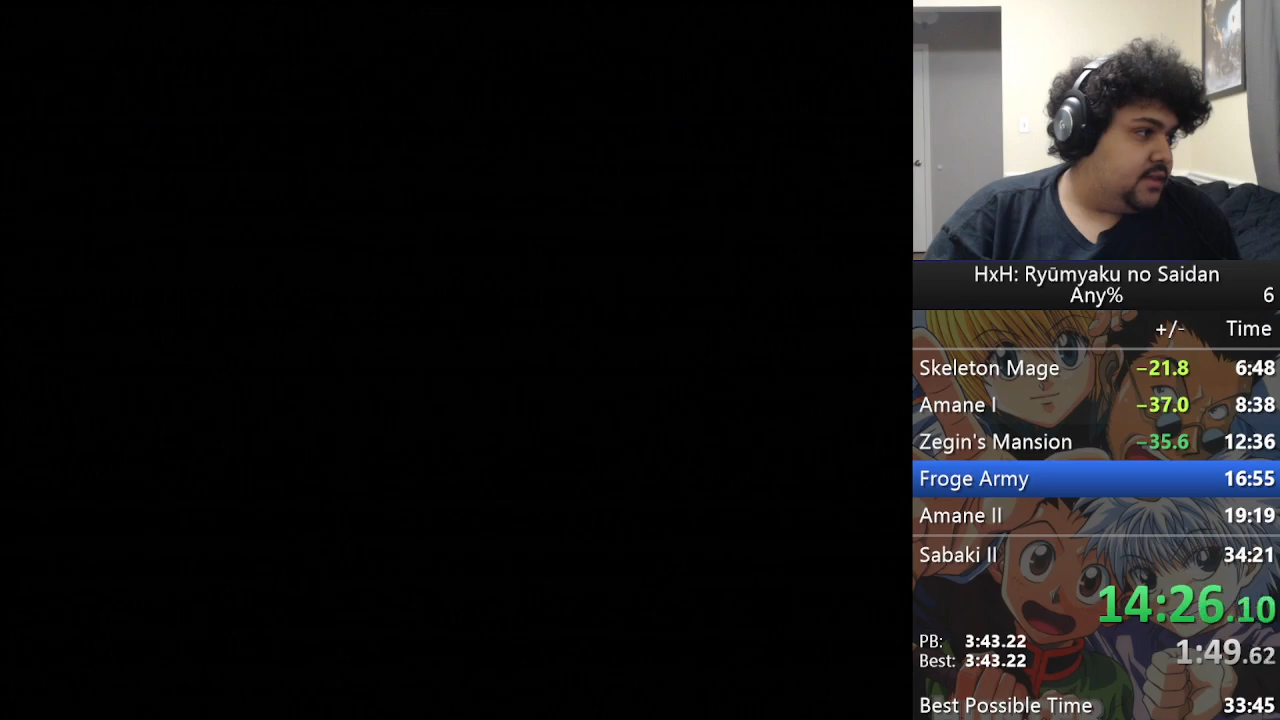 HxH: Ryūmyaku no Saidan
Any% 6
+/- Time
Skeleton Mage −21.8 6:48
Amane I −37.0 8:38
Zegin's Mansion −35.6 12:36
Froge Army 16:55
Amane II 19:19
Sabaki II 34:21
14:26.10
PB: 3:43.22
Best: 3:43.22
1:49.62
Best Possible Time 33:45